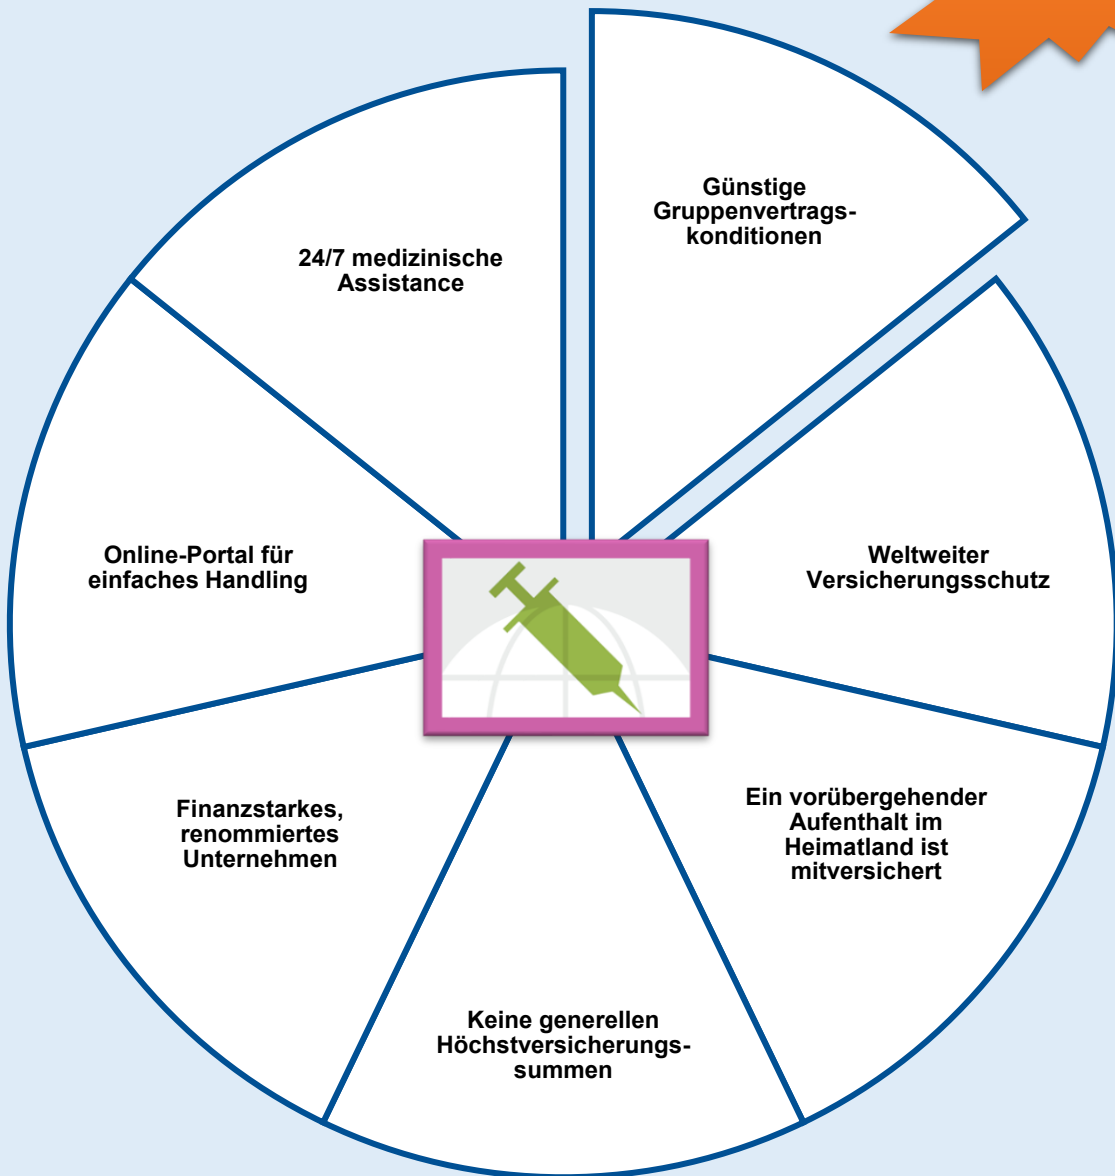 Günstige
Gruppenvertrags-
konditionen
24/7 medizinische
Assistance
Online-Portal für
einfaches Handling
Weltweiter
Versicherungsschutz
Finanzstarkes,
renommiertes
Unternehmen
Ein vorübergehender
Aufenthalt im
Heimatland ist
mitversichert
Keine generellen
Höchstversicherungs-
summen